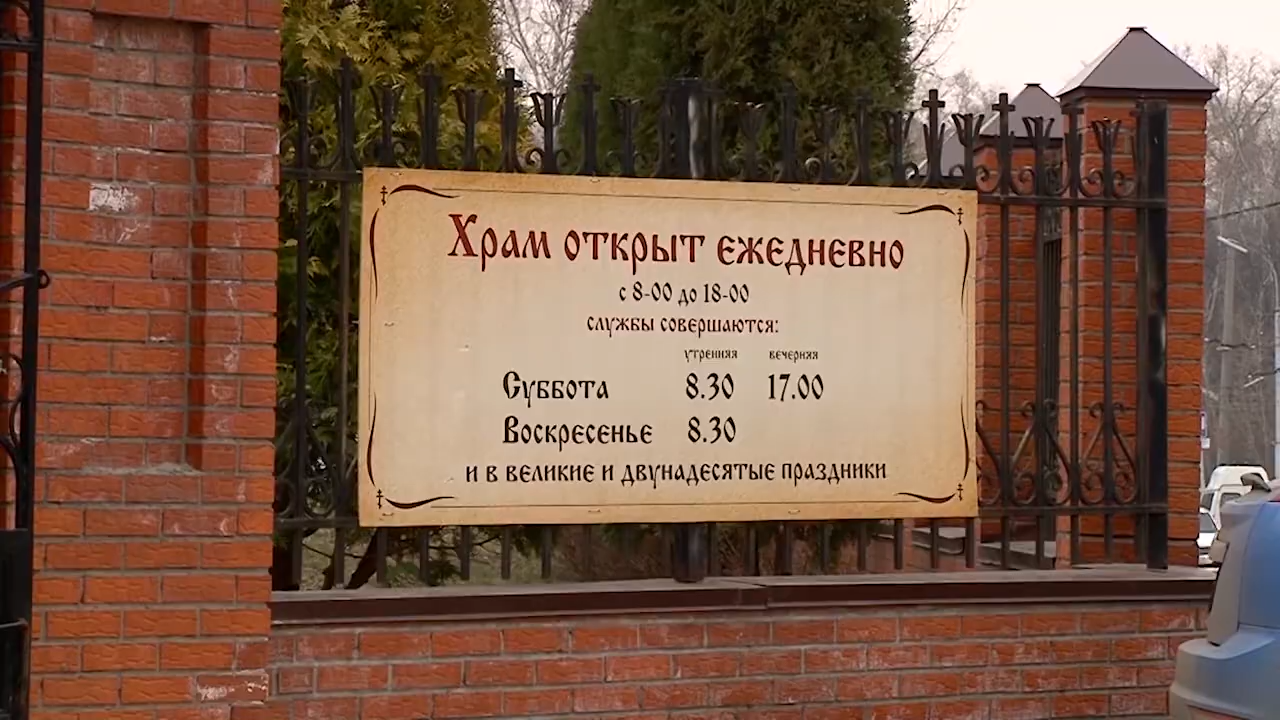 Храм открыт ежедневно
с 8-00 до 18-00
службы совершаются:
утренняя вечерняя
Суббота 8.30 17.00
Воскресенье 8.30
и в великие и двунадесятые праздники